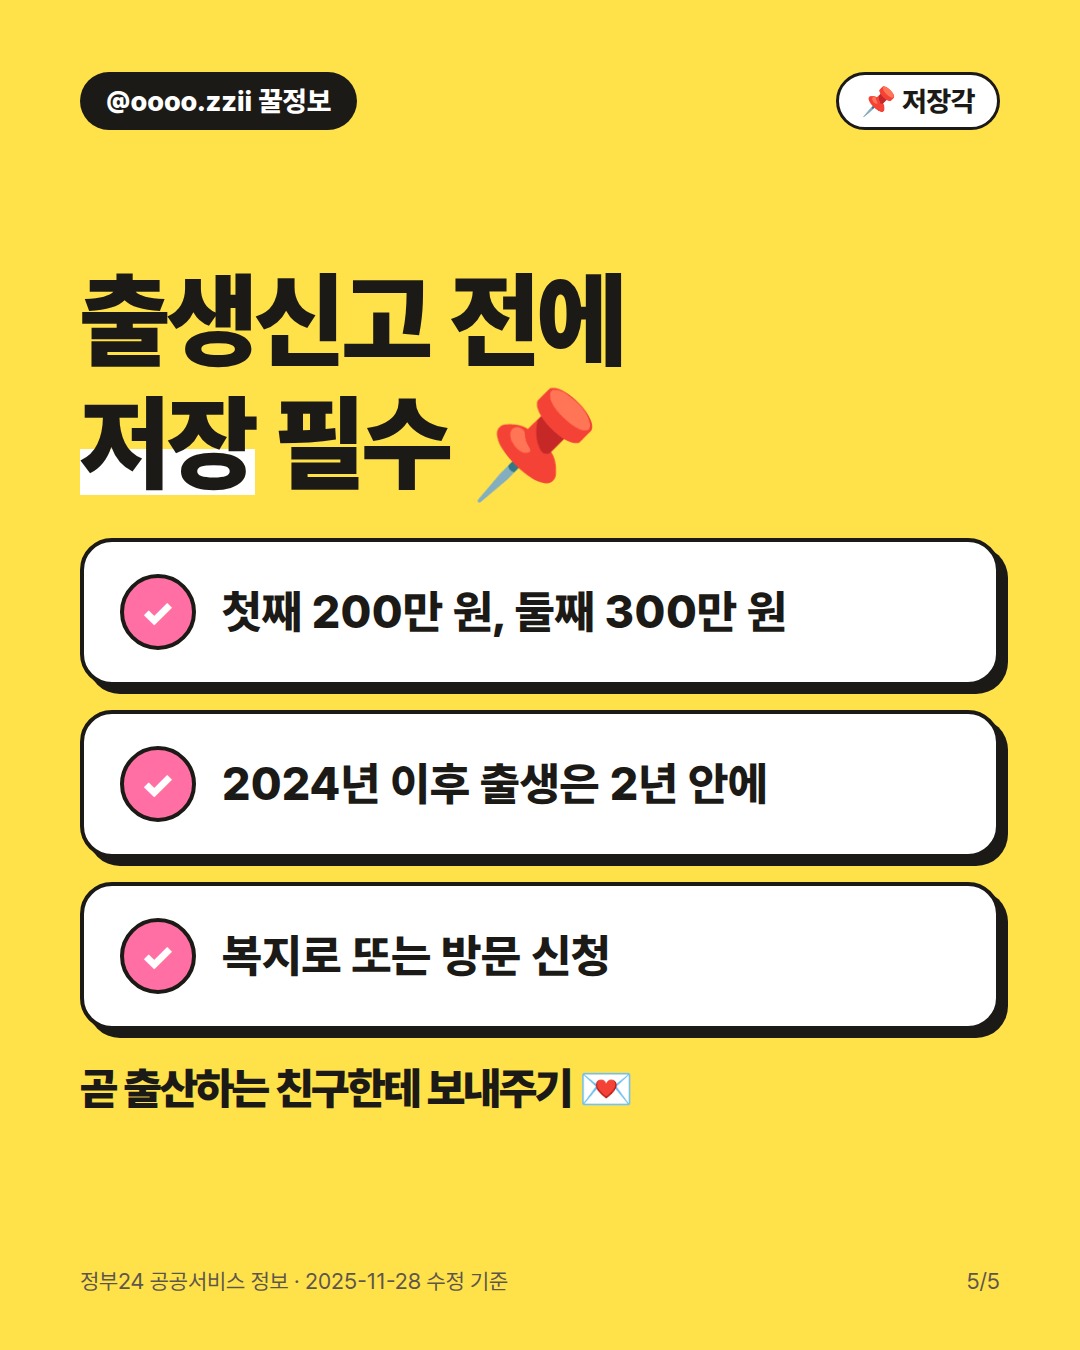 @oooo.zzii 꿀정보
📌 저장각
출생신고 전에
저장 필수 📌
첫째 200만 원, 둘째 300만 원
2024년 이후 출생은 2년 안에
복지로 또는 방문 신청
곧 출산하는 친구한테 보내주기 💌
정부24 공공서비스 정보 · 2025-11-28 수정 기준
5/5